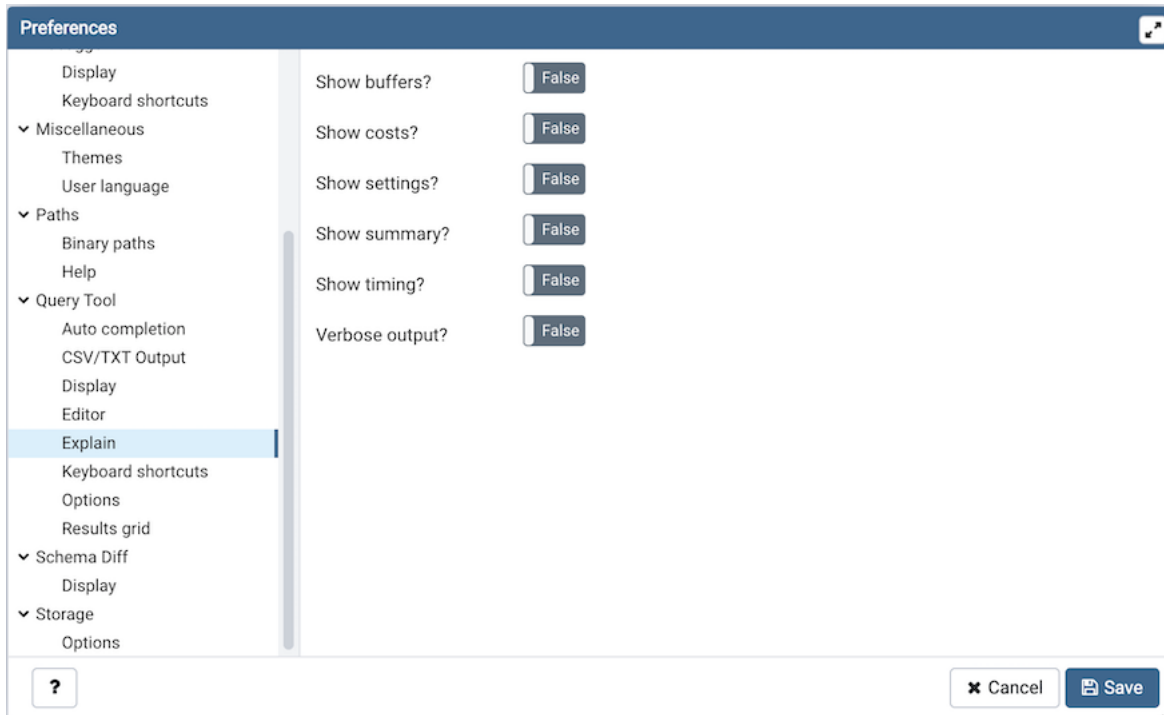 Preferences
Display
Keyboard shortcuts
Miscellaneous
Themes
User language
Paths
Binary paths
Help
Query Tool
Auto completion
CSV/TXT Output
Display
Editor
Explain
Keyboard shortcuts
Options
Results grid
Schema Diff
Display
Storage
Options
Show buffers? False
Show costs? False
Show settings? False
Show summary? False
Show timing? False
Verbose output? False
?
Cancel
Save